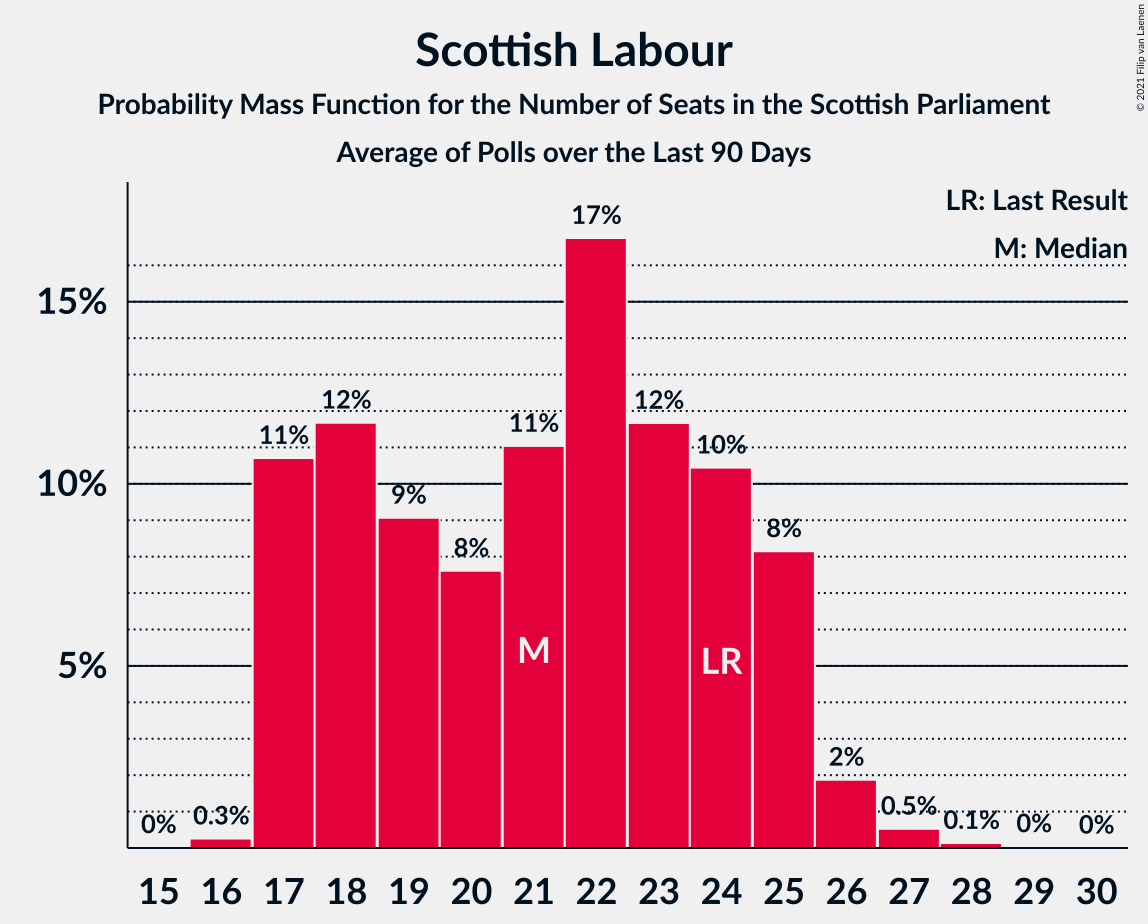 Scottish Labour
Probability Mass Function for the Number of Seats in the Scottish Parliament
Average of Polls over the Last 90 Days
© 2021 Filip van Laenen
LR: Last Result
M: Median
15%
10%
5%
0%
0.3%
11%
12%
9%
8%
11%
17%
12%
10%
8%
2%
0.5%
0.1%
0%
0%
M
LR
15 16 17 18 19 20 21 22 23 24 25 26 27 28 29 30